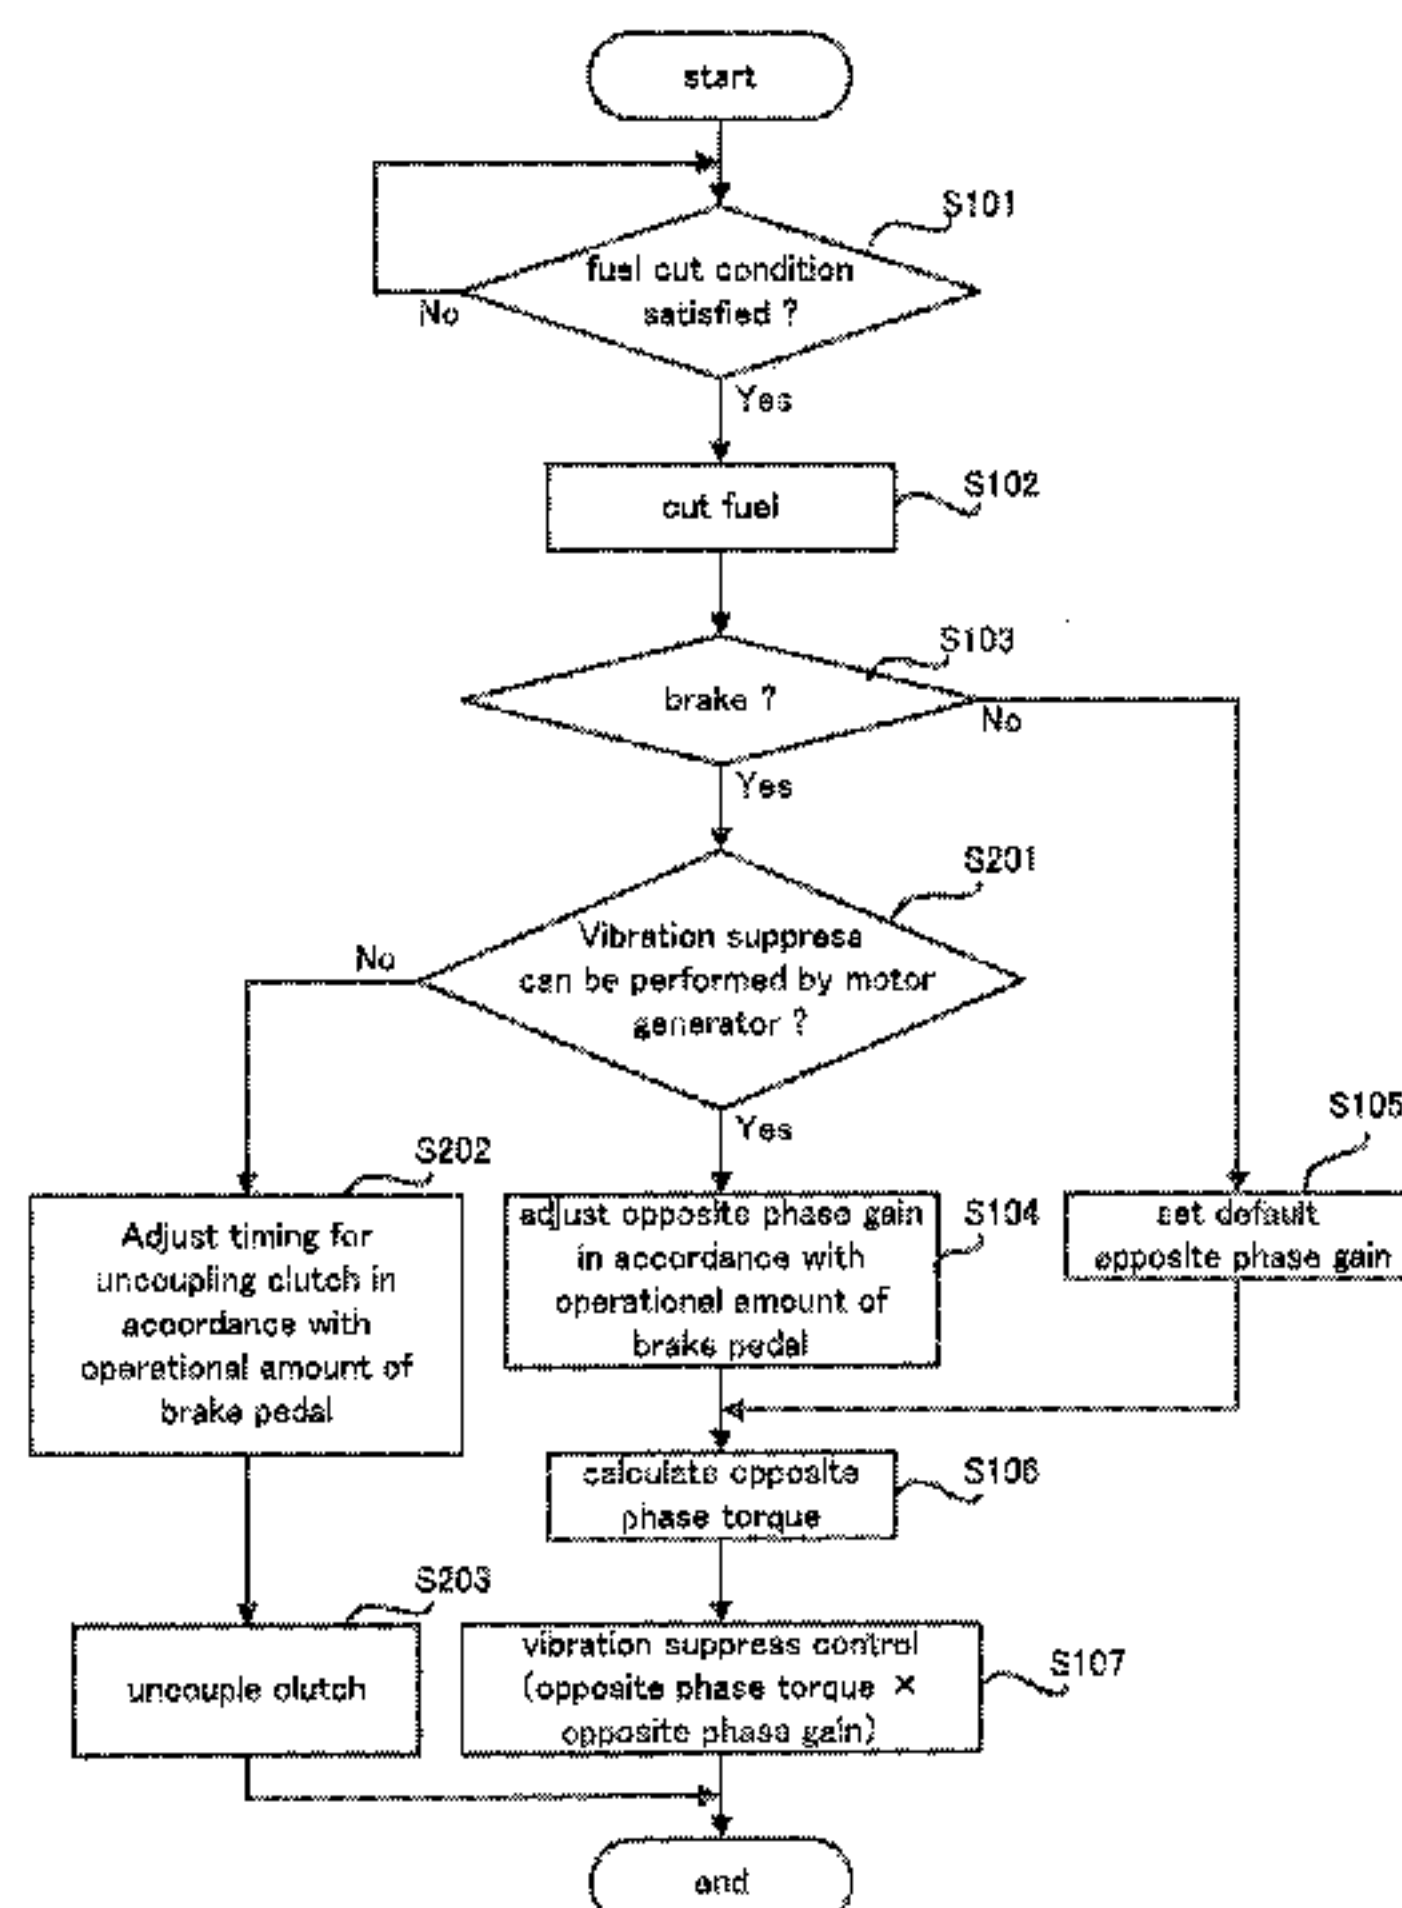 start
S101
fuel cut condition
satisfied ?
No
Yes
S102
cut fuel
S103
brake ?
No
Yes
S201
Vibration suppress
can be performed by motor
generator ?
No
Yes
S105
set default
opposite phase gain
S202
Adjust timing for
uncoupling clutch in
accordance with
operational amount of
brake pedal
S104
adjust opposite phase gain
in accordance with
operational amount of
brake pedal
S106
calculate opposite
phase torque
S203
uncouple clutch
S107
vibration suppress control
(opposite phase torque ×
opposite phase gain)
end